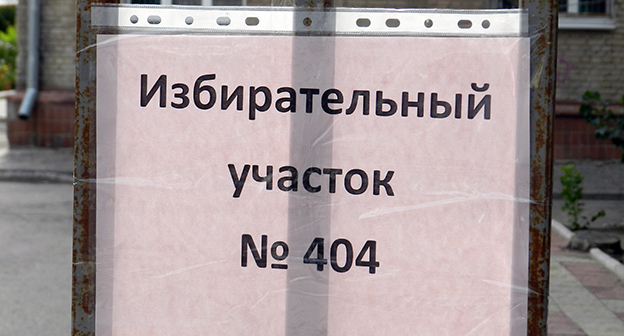 Избирательный
участок
№ 404